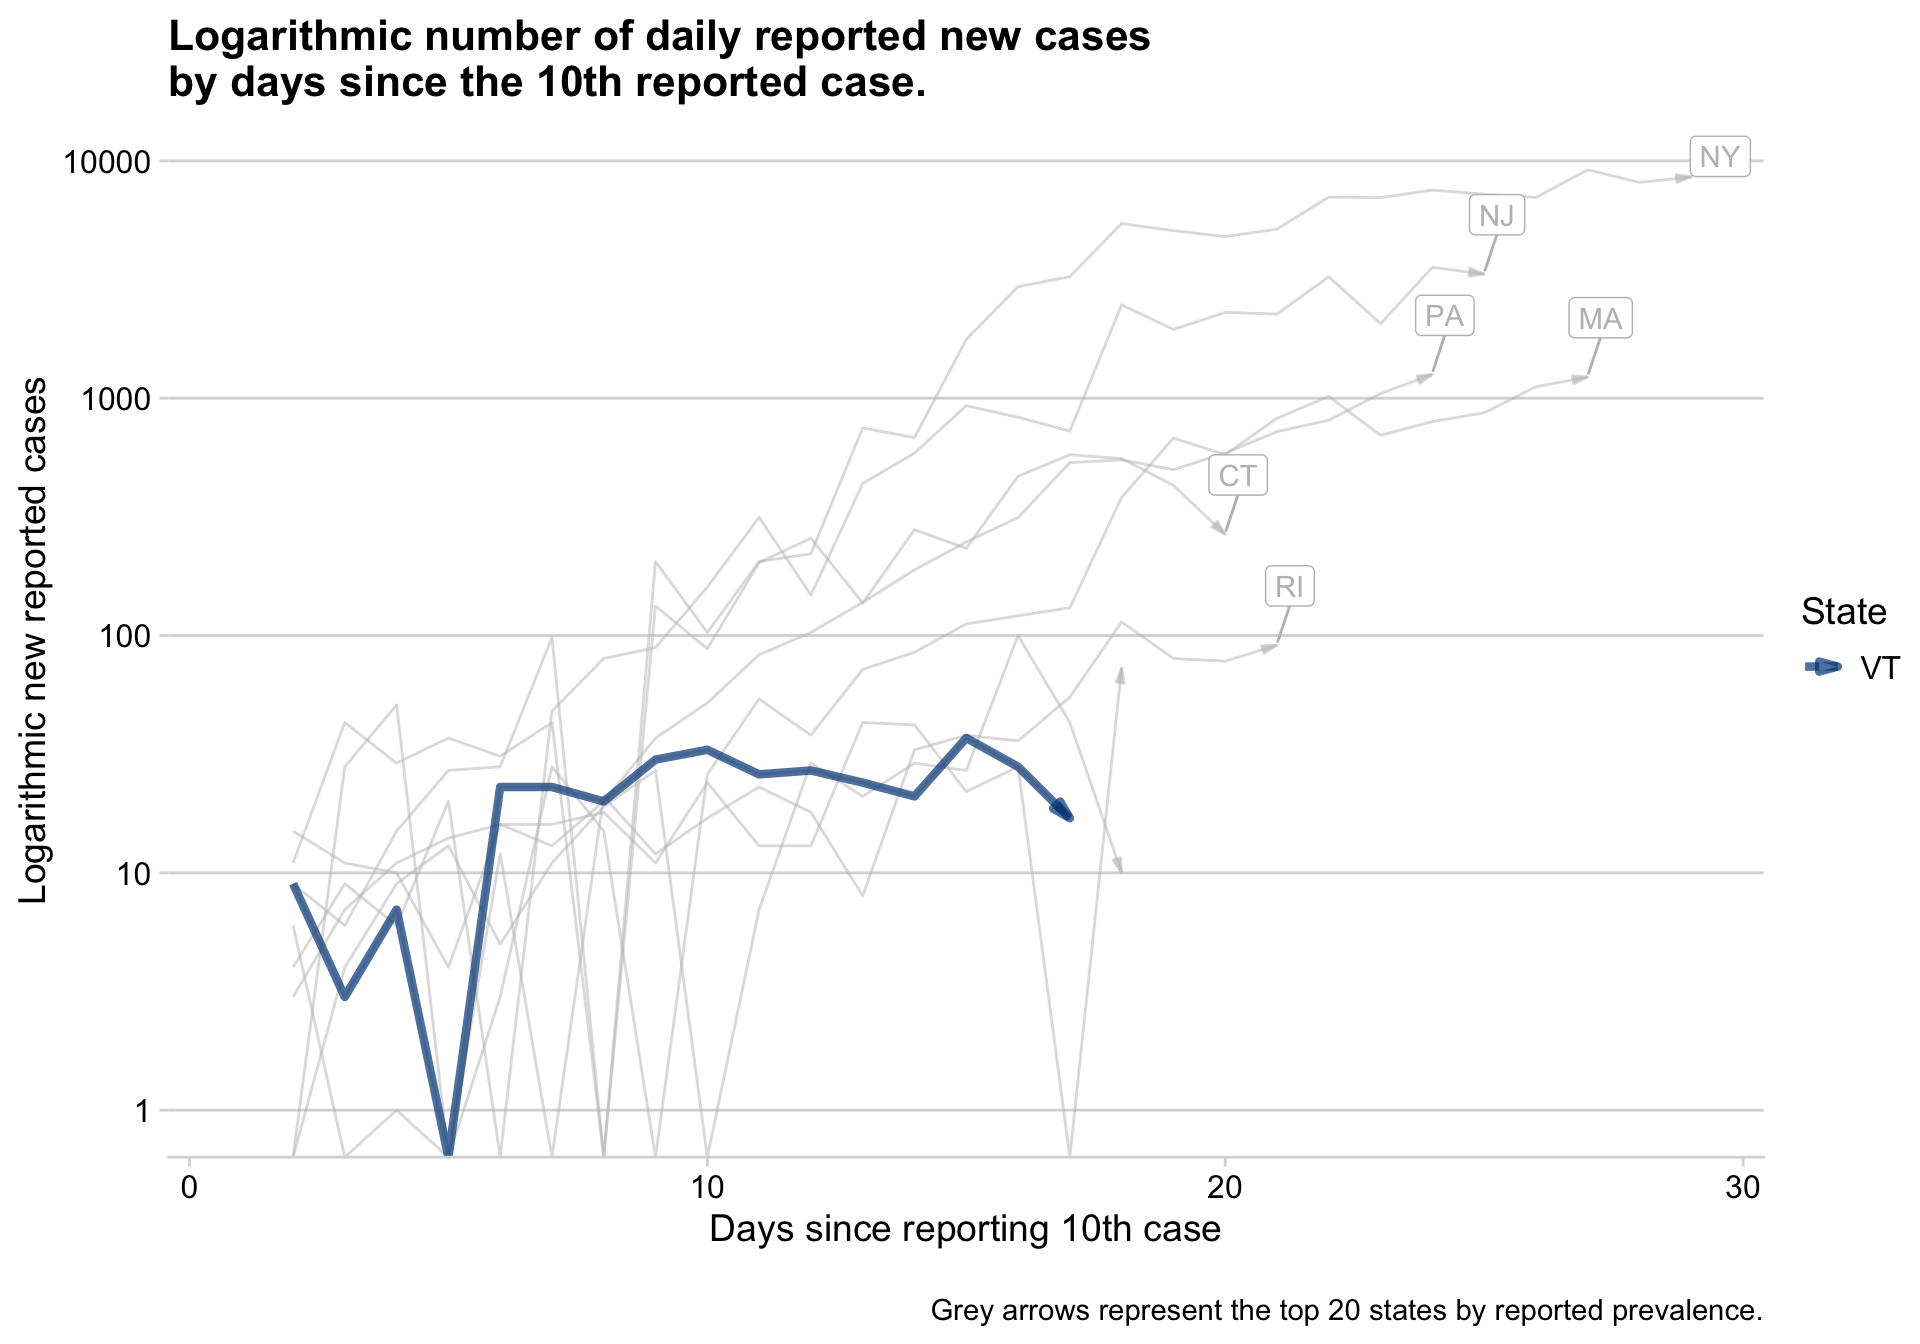 Logarithmic number of daily reported new cases
by days since the 10th reported case.
10000
1000
100
10
1
Logarithmic new reported cases
NY
NJ
PA
MA
CT
RI
State
VT
0
10
20
30
Days since reporting 10th case
Grey arrows represent the top 20 states by reported prevalence.